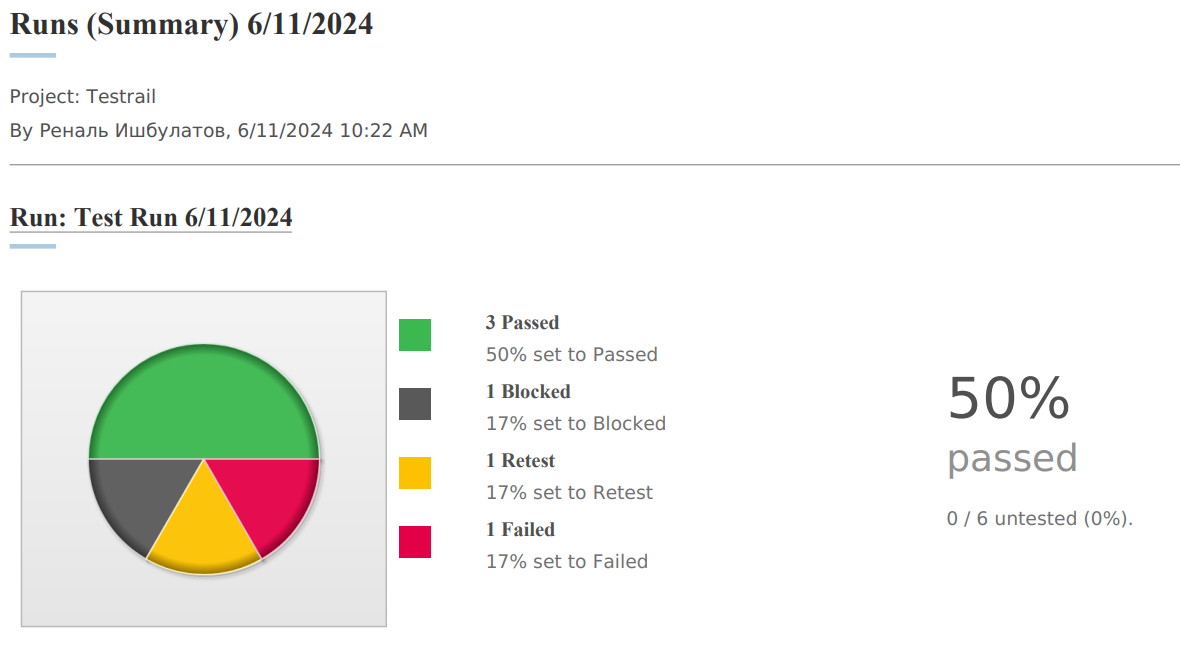 Runs (Summary) 6/11/2024
Project: Testrail
By Реналь Ишбулатов, 6/11/2024 10:22 AM
Run: Test Run 6/11/2024
3 Passed
50% set to Passed
1 Blocked
17% set to Blocked
1 Retest
17% set to Retest
1 Failed
17% set to Failed
50%
passed
0 / 6 untested (0%).